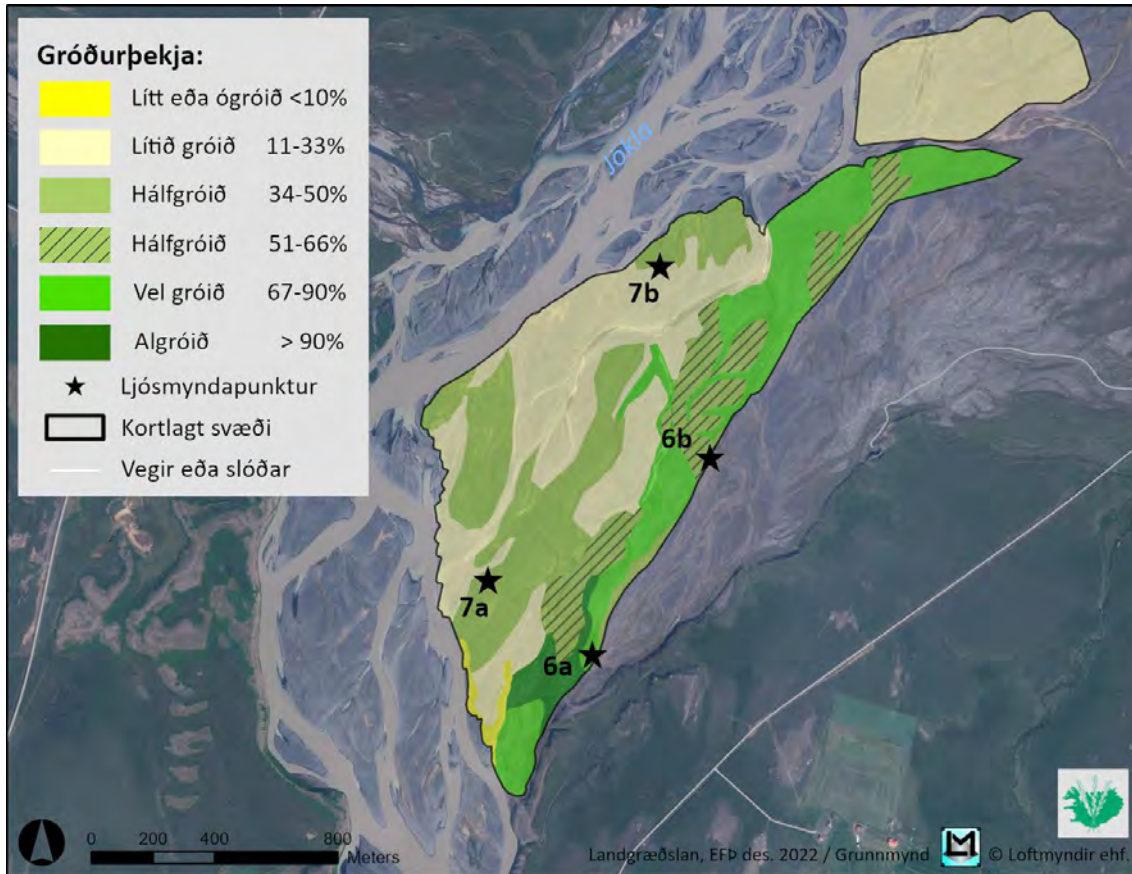 Gróðurþekja:
Lítt eða ógróið <10%
Lítið gróið 11-33%
Hálfgróið 34-50%
Hálfgróið 51-66%
Vel gróið 67-90%
Algróið > 90%
Ljósmyndapunktur
Kortlagt svæði
Vegir eða slóðar
Jökla
7b
6b
7a
6a
0 200 400 800
Meters
Landgræðslan, EFÞ des. 2022 / Grunnmynd LM © Loftmyndir ehf.